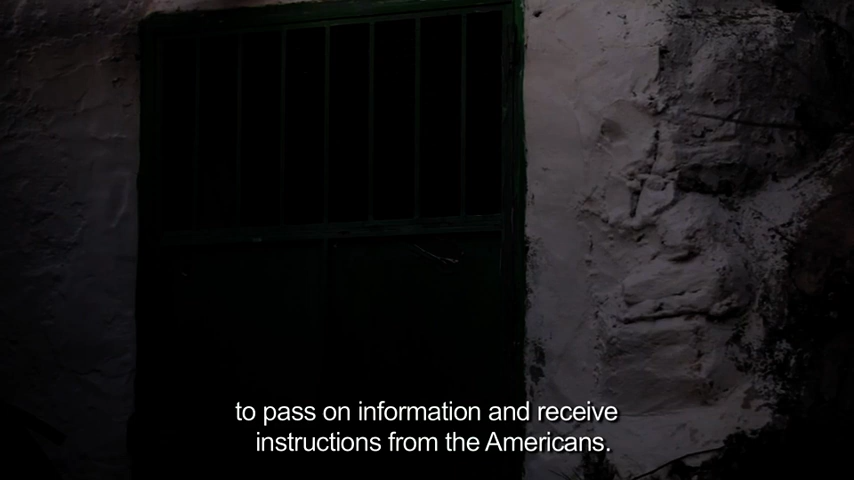 to pass on information and receive
instructions from the Americans.